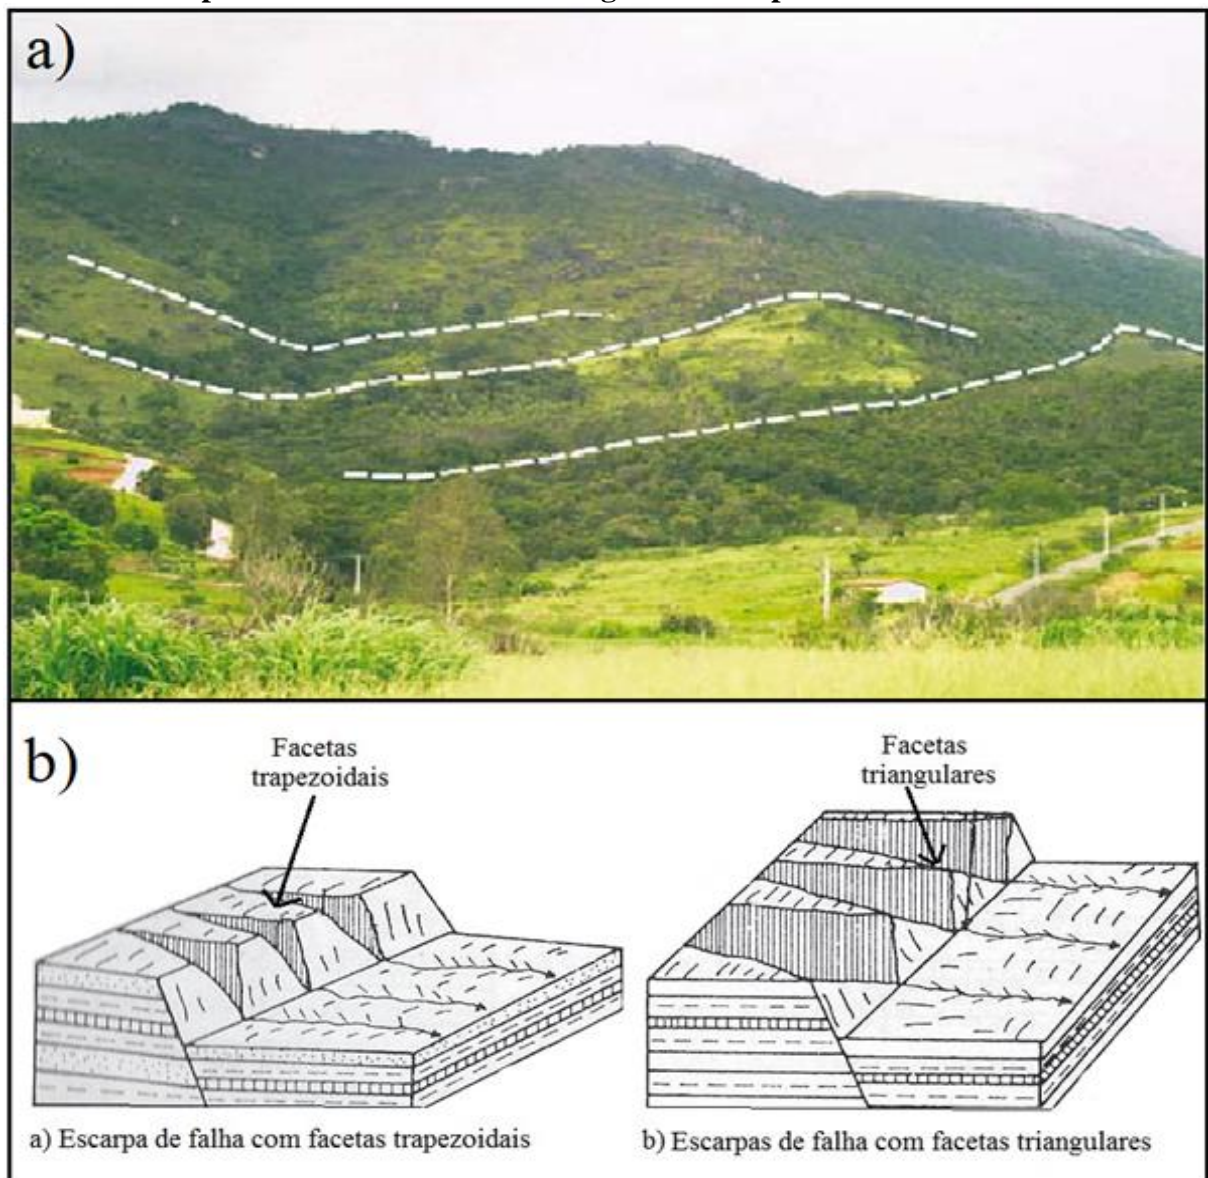 a)
b)
Facetas
trapezoidais
Facetas
triangulares
a) Escarpa de falha com facetas trapezoidais
b) Escarpas de falha com facetas triangulares